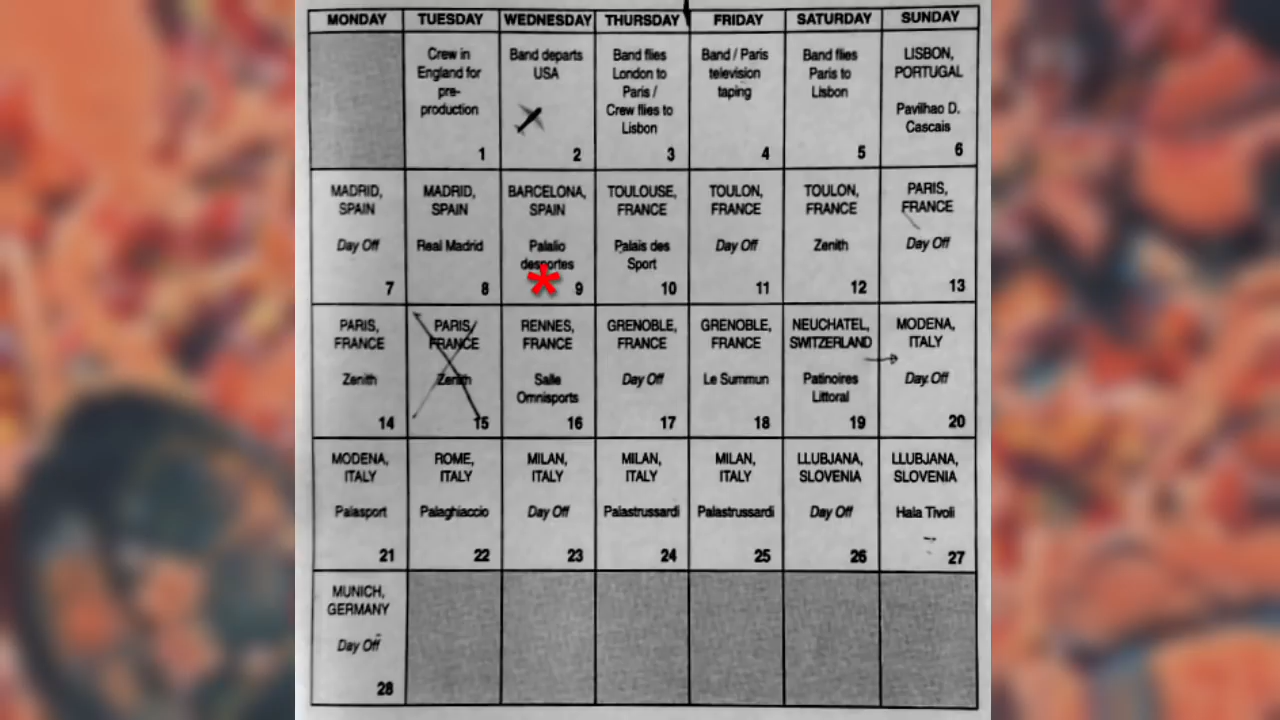 MONDAY TUESDAY WEDNESDAY THURSDAY FRIDAY SATURDAY SUNDAY
Crew in
England for
pre-
production
1
Band departs
USA
2
Band flies
London to
Paris /
Crew flies to
Lisbon
3
Band / Paris
television
taping
4
Band flies
Paris to
Lisbon
5
LISBON,
PORTUGAL
Pavilhao D.
Cascais
6
MADRID,
SPAIN
Day Off
7
MADRID,
SPAIN
Real Madrid
8
BARCELONA,
SPAIN
Palalio
desportes
9
TOULOUSE,
FRANCE
Palais des
Sport
10
TOULON,
FRANCE
Day Off
11
TOULON,
FRANCE
Zenith
12
PARIS,
FRANCE
Day Off
13
PARIS,
FRANCE
Zenith
14
PARIS,
FRANCE
Zenith
15
RENNES,
FRANCE
Salle
Omnisports
16
GRENOBLE,
FRANCE
Day Off
17
GRENOBLE,
FRANCE
Le Summun
18
NEUCHATEL,
SWITZERLAND
Patinoires
Littoral
19
MODENA,
ITALY
Day Off
20
MODENA,
ITALY
Palasport
21
ROME,
ITALY
Palaghiaccio
22
MILAN,
ITALY
Day Off
23
MILAN,
ITALY
Palastrussardi
24
MILAN,
ITALY
Palastrussardi
25
LLUBJANA,
SLOVENIA
Day Off
26
LLUBJANA,
SLOVENIA
Hala Tivoli
27
MUNICH,
GERMANY
Day Off
28